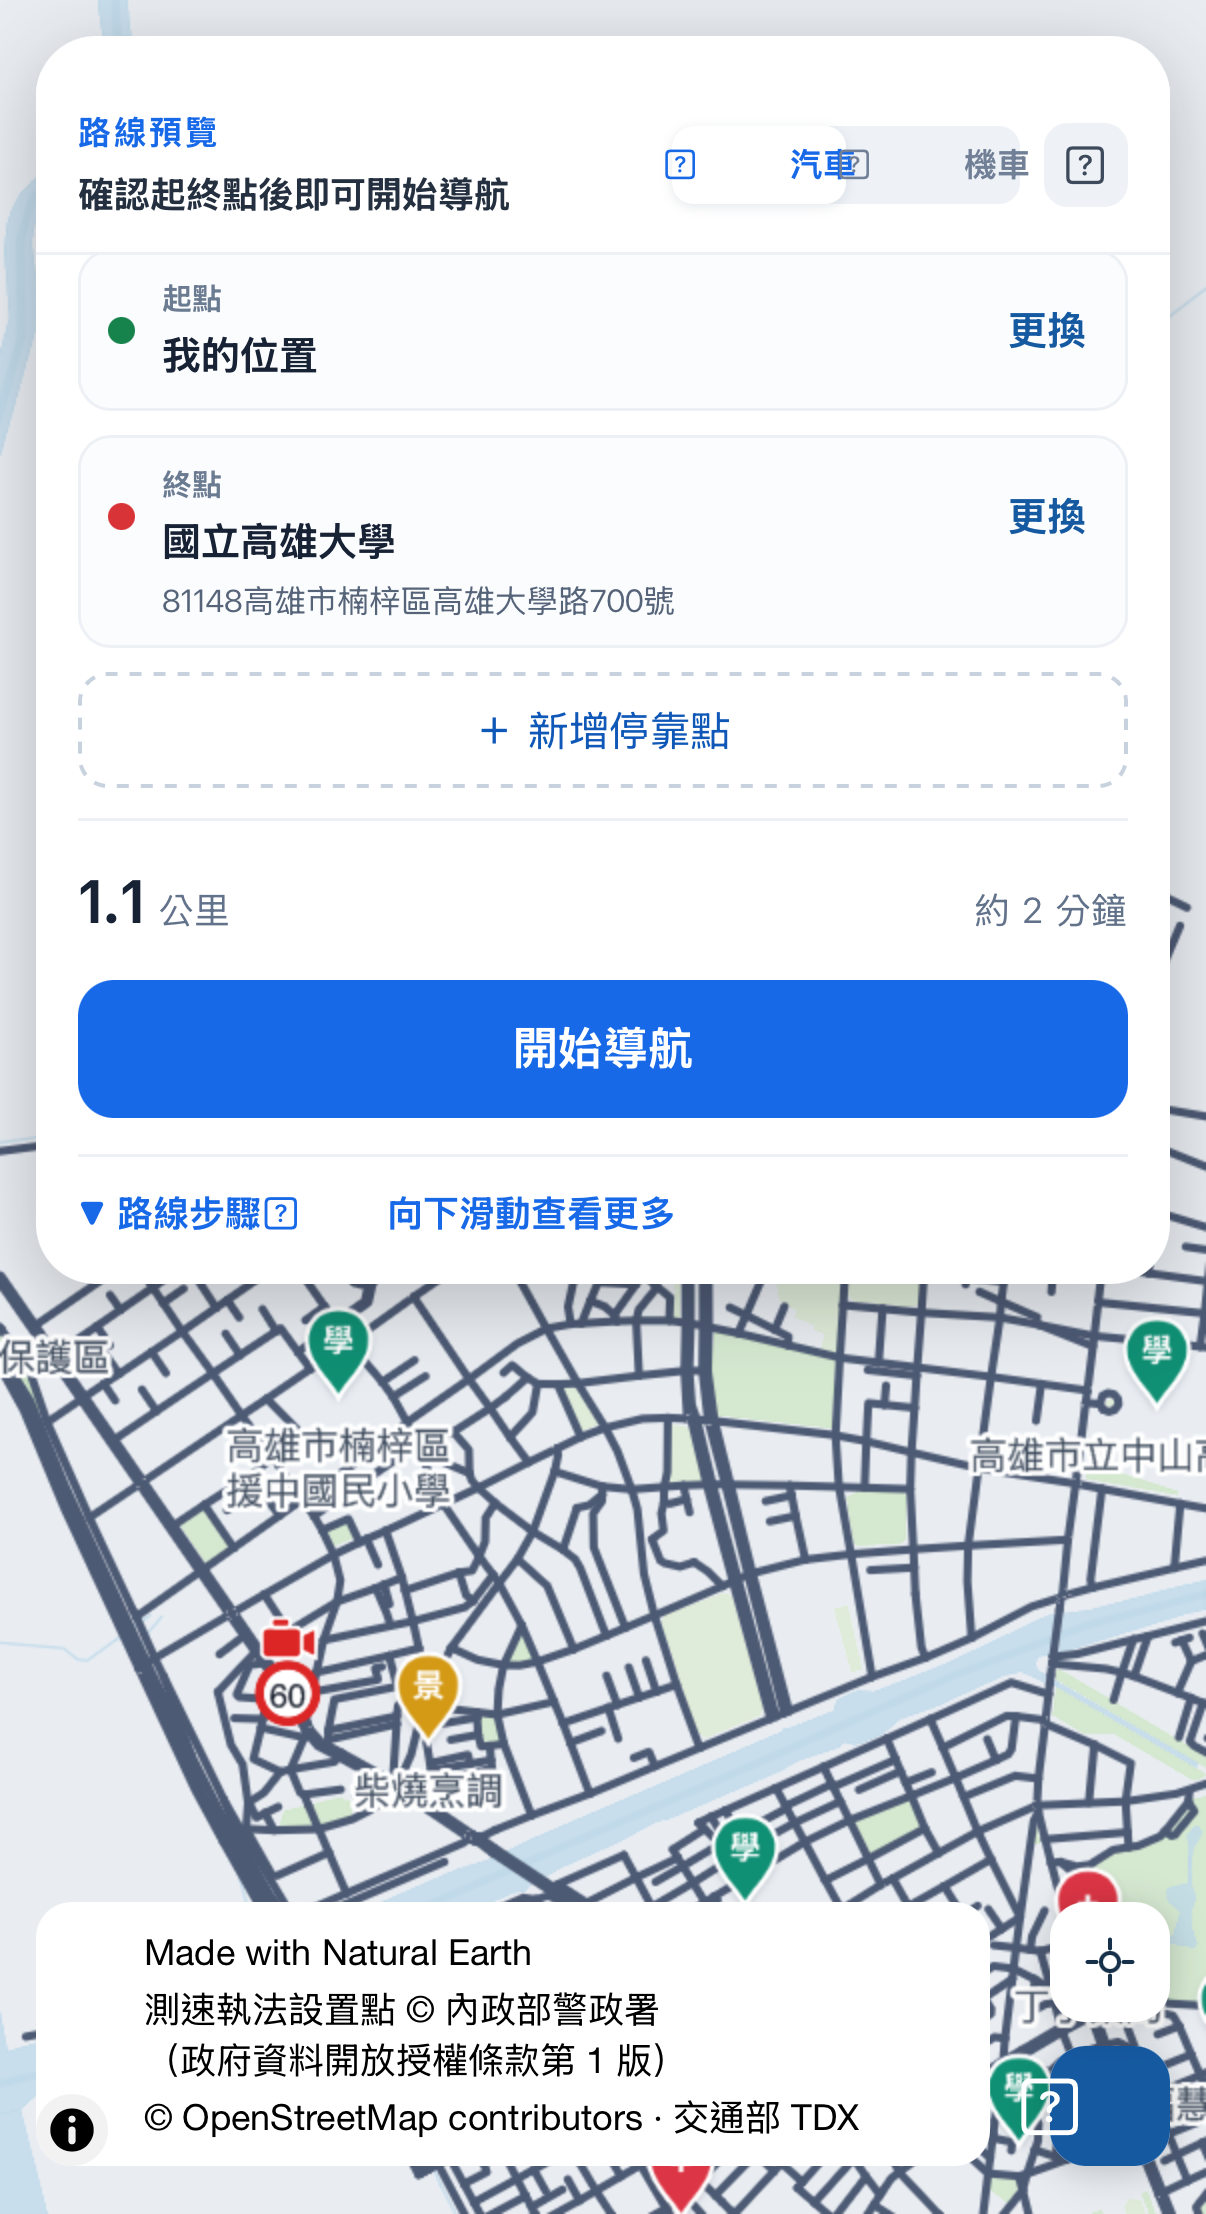 路線預覽
確認起終點後即可開始導航
汽車
機車
起點
我的位置
更換
終點
國立高雄大學
81148高雄市楠梓區高雄大學路700號
更換
+ 新增停靠點
1.1 公里
約 2 分鐘
開始導航
▼ 路線步驟
向下滑動查看更多
保護區
學
學
高雄市楠梓區
援中國民小學
高雄市立中山高
60
景
柴燒烹調
學
學
Made with Natural Earth
測速執法設置點 © 內政部警政署
（政府資料開放授權條款第 1 版）
© OpenStreetMap contributors · 交通部 TDX